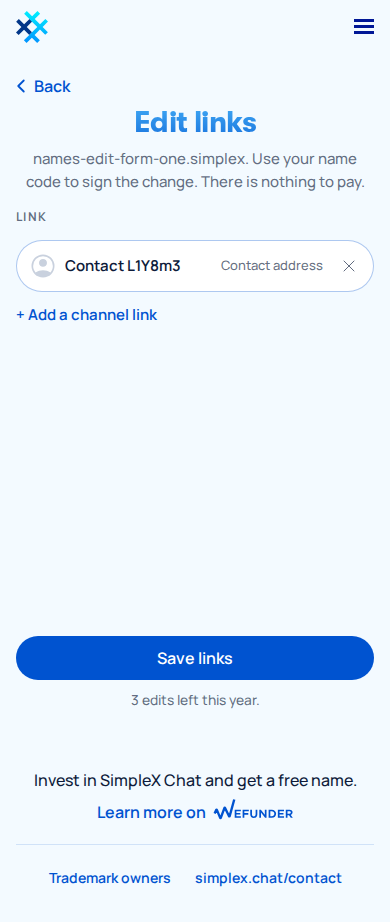 Back
Edit links
names-edit-form-one.simplex. Use your name
code to sign the change. There is nothing to pay.
LINK
Contact L1Y8m3 Contact address
+ Add a channel link
Save links
3 edits left this year.
Invest in SimpleX Chat and get a free name.
Learn more on WEFUNDER
Trademark owners simplex.chat/contact